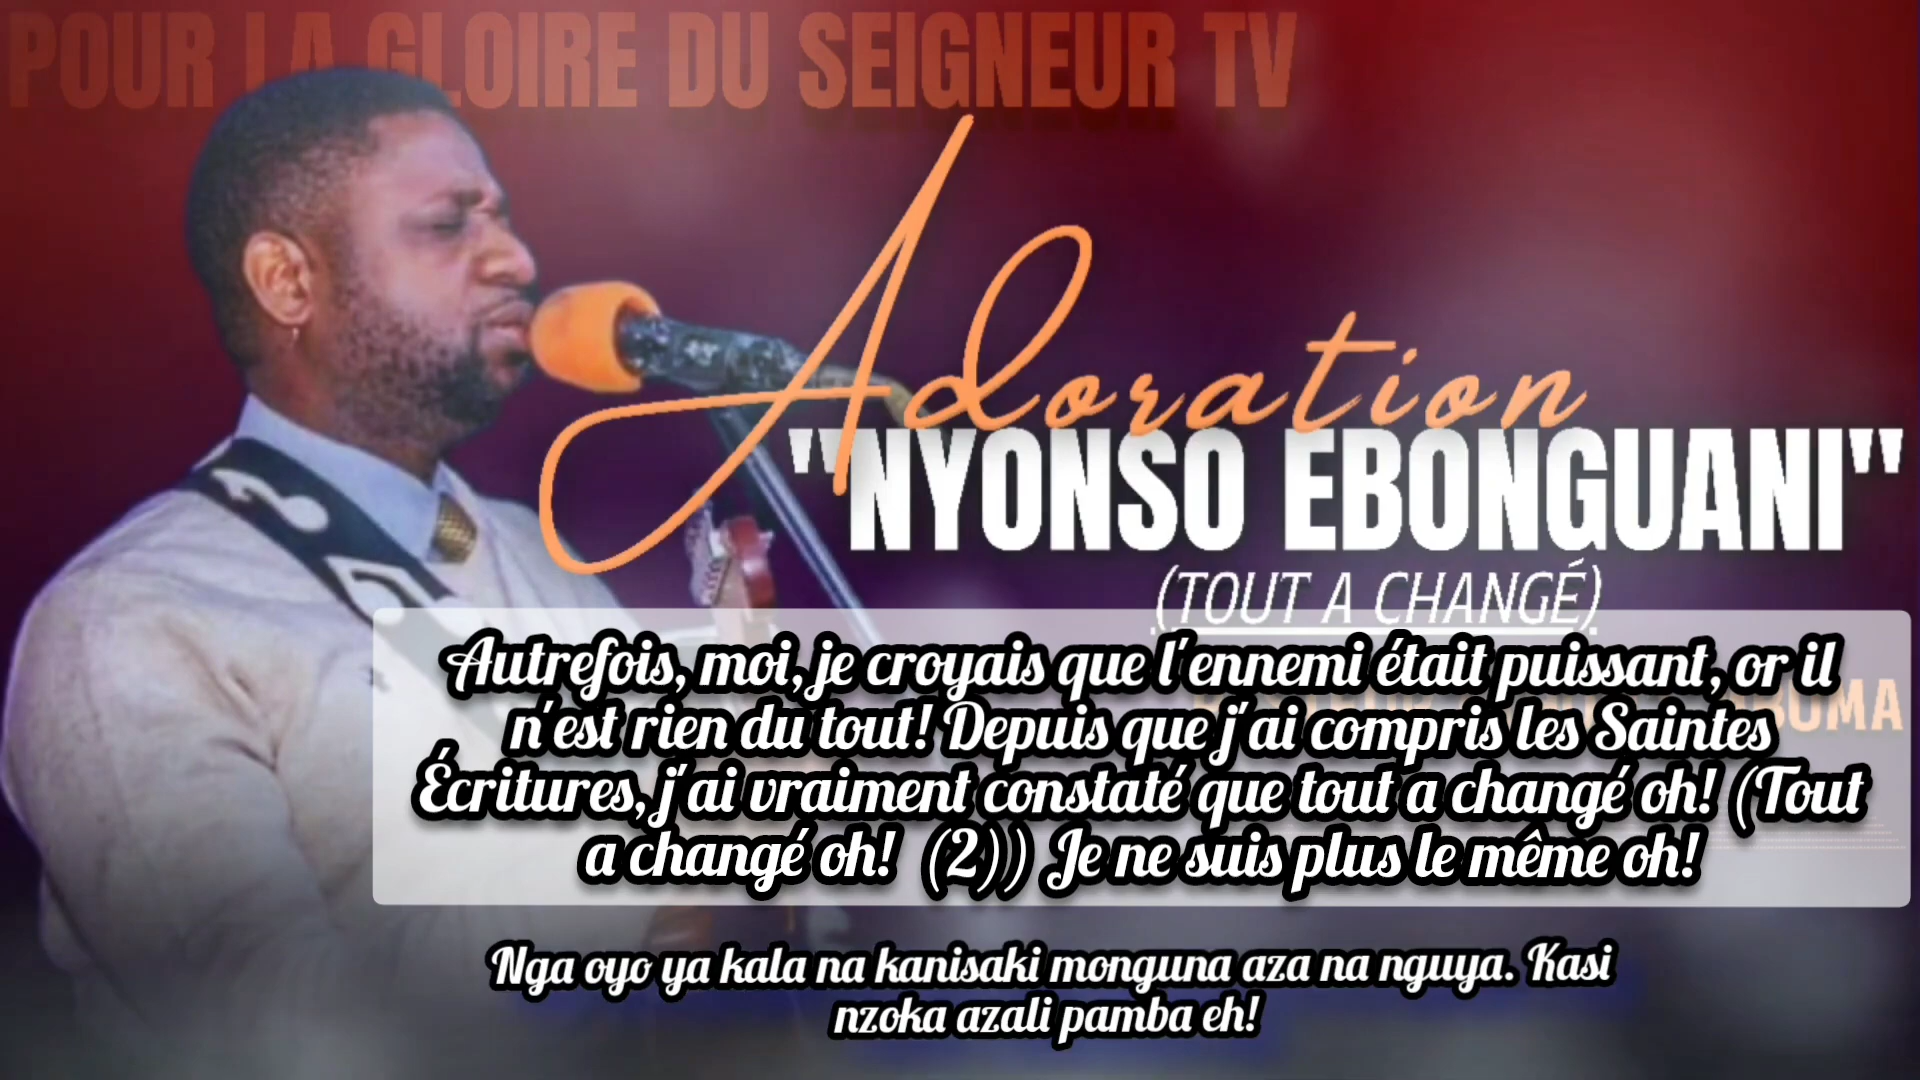 POUR LA GLOIRE DU SEIGNEUR TV
Adoration
"NYONSO EBONGUANI"
(TOUT A CHANGÉ)
Autrefois, moi, je croyais que l'ennemi était puissant, or il
n'est rien du tout! Depuis que j'ai compris les Saintes
Écritures, j'ai vraiment constaté que tout a changé oh! (Tout
a changé oh! (2)) Je ne suis plus le même oh!
Nga oyo ya kala na kanisaki monguna aza na nguya. Kasi
nzoka azali pamba eh!